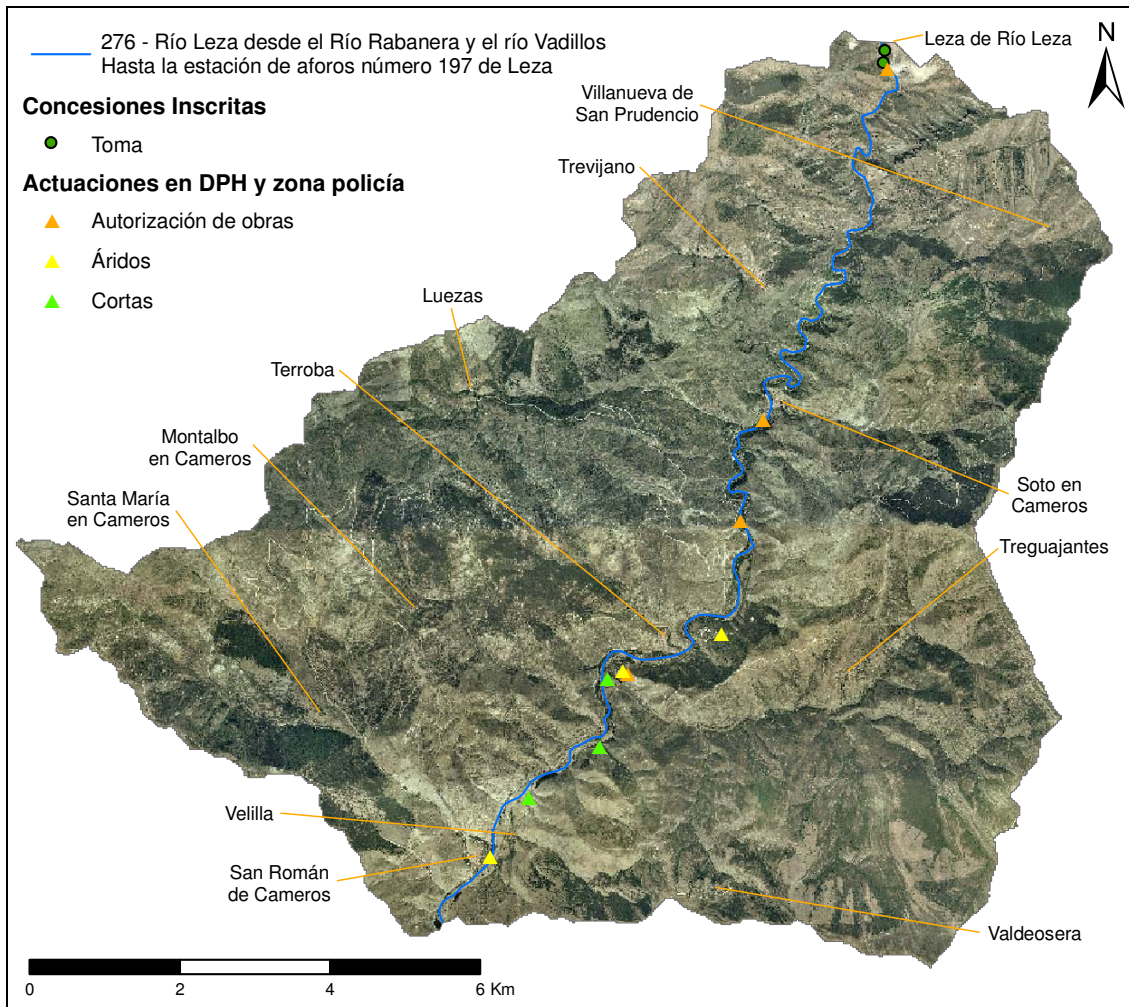 276 - Río Leza desde el Río Rabanera y el río Vadillos
Hasta la estación de aforos número 197 de Leza
Concesiones Inscritas
Toma
Actuaciones en DPH y zona policía
Autorización de obras
Áridos
Cortas
Leza de Río Leza
N
Villanueva de
San Prudencio
Trevijano
Luezas
Terroba
Montalbo
en Cameros
Santa María
en Cameros
Soto en
Cameros
Treguajantes
Velilla
San Román
de Cameros
Valdeosera
0 2 4 6 Km